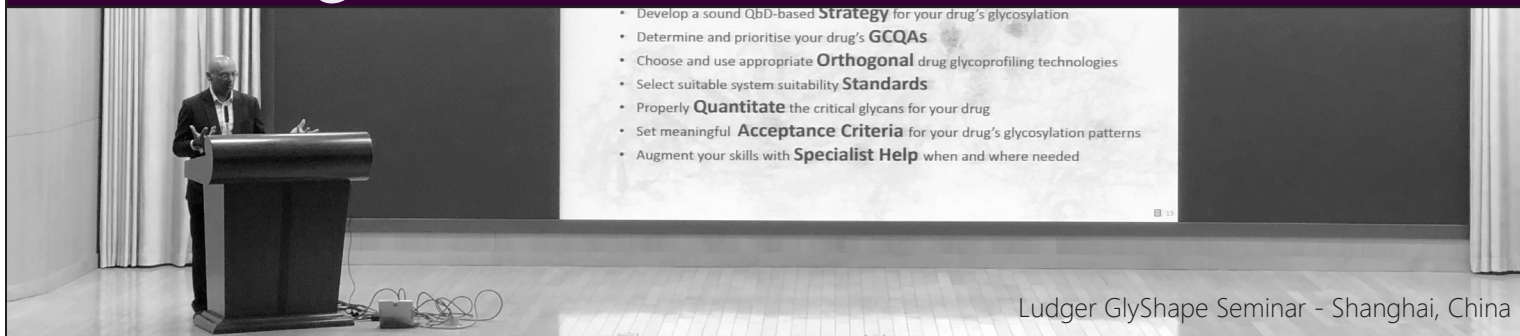 • Develop a sound QbD-based Strategy for your drug's glycosylation
• Determine and prioritise your drug's GCQAs
• Choose and use appropriate Orthogonal drug glycoprofiling technologies
• Select suitable system suitability Standards
• Properly Quantitate the critical glycans for your drug
• Set meaningful Acceptance Criteria for your drug's glycosylation patterns
• Augment your skills with Specialist Help when and where needed
13
Ludger GlyShape Seminar - Shanghai, China